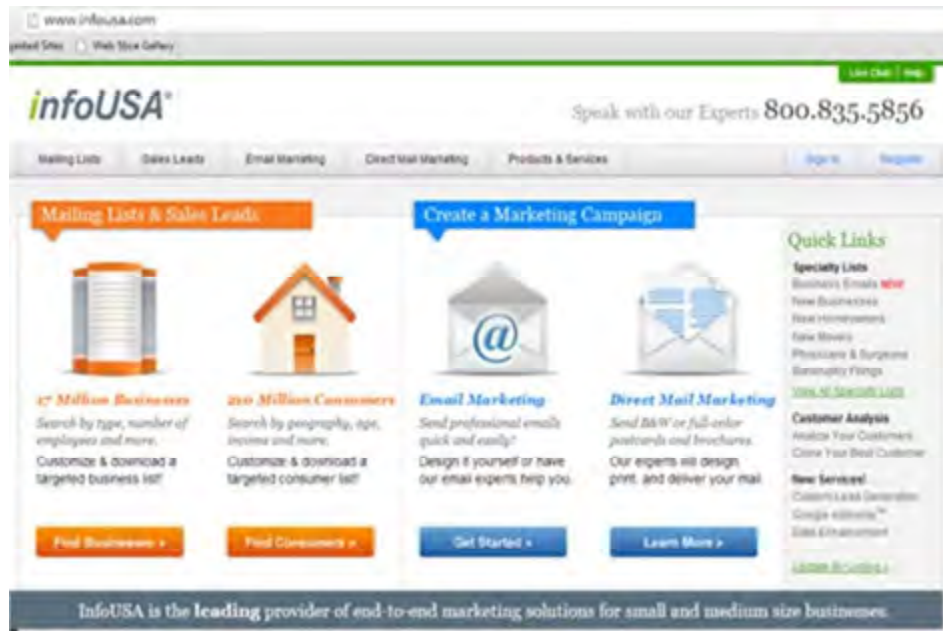 www.infousa.com
Web Slice Gallery
Live Chat | Help
infoUSA®
Speak with our Experts 800.835.5856
Mailing Lists Sales Leads Email Marketing Direct Mail Marketing Products & Services Sign In Register
Mailing Lists & Sales Leads
17 Million Businesses
Search by type, number of
employees and more.
Customize & download a
targeted business list!
Find Businesses »
210 Million Consumers
Search by geography, age,
income and more.
Customize & download a
targeted consumer list!
Find Consumers »
Create a Marketing Campaign
@
Email Marketing
Send professional emails
quick and easily!
Design it yourself or have
our email experts help you.
Get Started »
Direct Mail Marketing
Send B&W or full-color
postcards and brochures.
Our experts will design
print, and deliver your mail.
Learn More »
Quick Links
Specialty Lists
Business Emails NEW!
New Businesses
New Homeowners
New Movers
Physicians & Surgeons
Bankruptcy Filings
View All Specialty Lists
Customer Analysis
Analyze Your Customers
Clone Your Best Customer
New Services!
Custom Lead Generation
Google Adwords™
Data Enhancement
InfoUSA is the leading provider of end-to-end marketing solutions for small and medium size businesses.